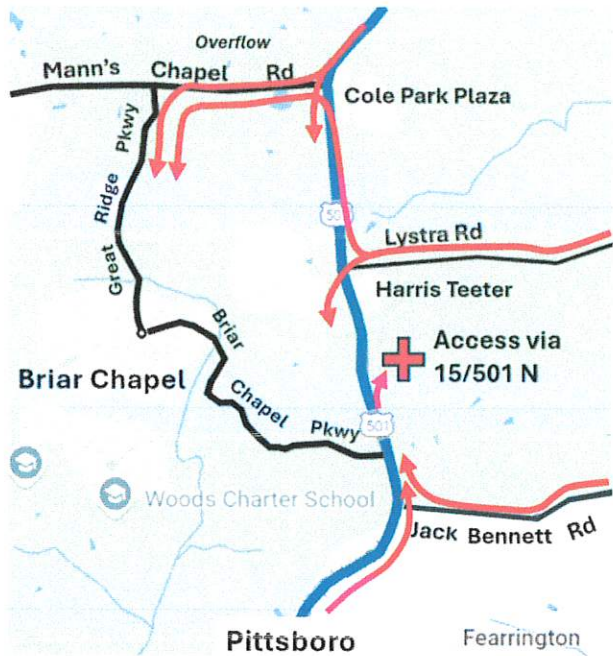 Overflow
Mann's Chapel Rd
Cole Park Plaza
Great Ridge Pkwy
50
Lystra Rd
Harris Teeter
Briar Chapel Pkwy
Access via
15/501 N
Briar Chapel
501
Woods Charter School
Jack Bennett Rd
Pittsboro
Fearrington